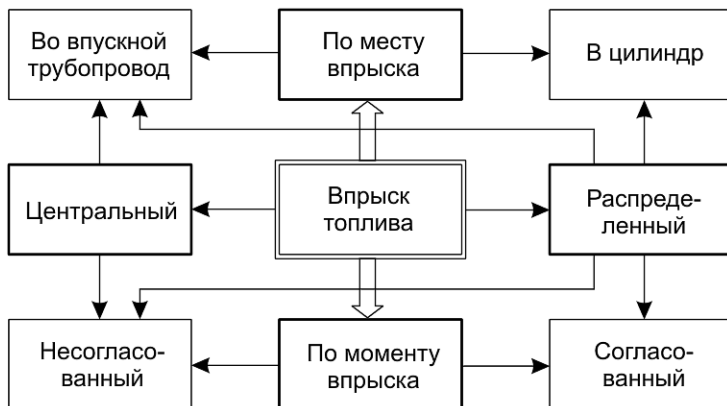 Во впускной
трубопровод
По месту
впрыска
В цилиндр
Центральный
Впрыск
топлива
Распреде-
ленный
Несогласо-
ванный
По моменту
впрыска
Согласо-
ванный